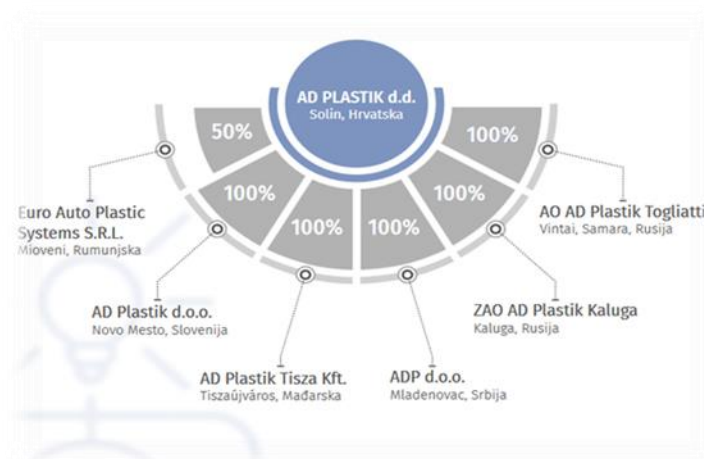 AD PLASTIK d.d.
Solin, Hrvatska
50%
100%
100%
100%
100%
100%
Euro Auto Plastic
Systems S.R.L.
Mioveni, Rumunjska
AD Plastik d.o.o.
Novo Mesto, Slovenija
AD Plastik Tisza Kft.
Tiszaújváros, Mađarska
ADP d.o.o.
Mladenovac, Srbija
ZAO AD Plastik Kaluga
Kaluga, Rusija
AO AD Plastik Togliatti
Vintai, Samara, Rusija